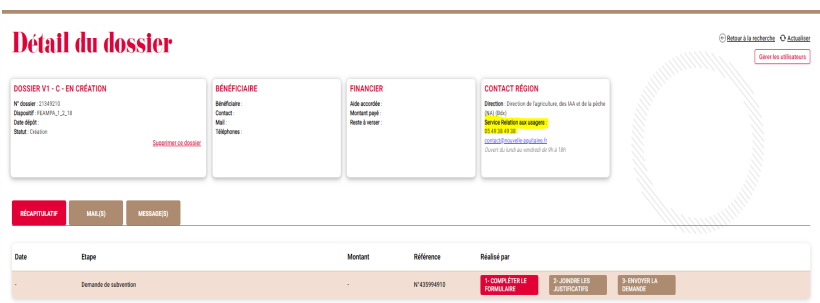 Détail du dossier
Retour à la recherche Actualiser
Gérer les utilisateurs
DOSSIER V1 - C - EN CRÉATION
N° dossier : 21349210
Dispositif : FEAMPA_1_2_18
Date dépôt :
Statut : Création
Supprimer ce dossier
BÉNÉFICIAIRE
Bénéficiaire :
Contact :
Mail :
Téléphones :
FINANCIER
Aide accordée :
Montant payé :
Reste à verser :
CONTACT RÉGION
Direction : Direction de l'agriculture, des IAA et de la pêche
(NA) (Bdx)
Service Relation aux usagers :
05 49 38 49 38
contact@nouvelle-aquitaine.fr
Ouvert du lundi au vendredi de 9h à 18h
RÉCAPITULATIF MAIL(S) MESSAGE(S)
Date Etape Montant Référence Réalisé par
- Demande de subvention - N°435994910 1- COMPLÉTER LE FORMULAIRE 2- JOINDRE LES JUSTIFICATIFS 3- ENVOYER LA DEMANDE